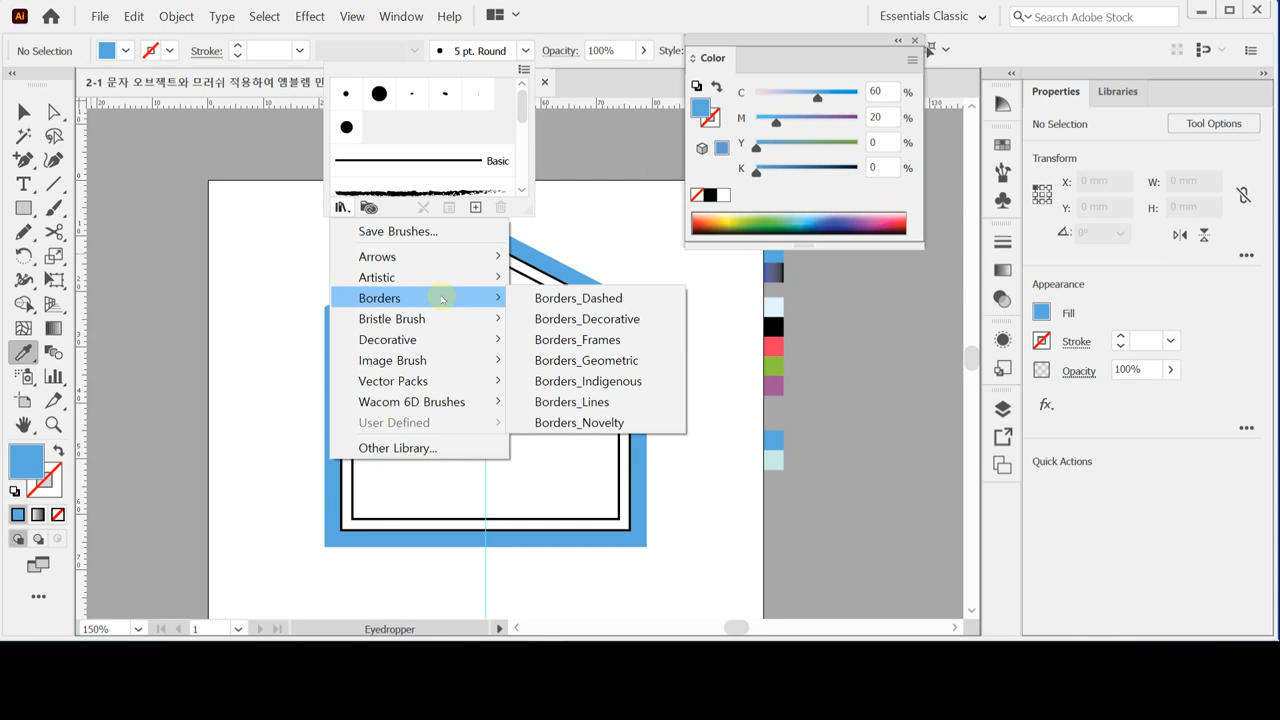 Ai File Edit Object Type Select Effect View Window Help Essentials Classic Search Adobe Stock
No Selection Stroke: 5 pt. Round Opacity: 100% Style:
2-1 문자 오브젝트와 브러쉬 적용하여 엠블렘 만
Color
C 60 %
M 20 %
Y 0 %
K 0 %
Basic
Save Brushes...
Arrows
Artistic
Borders
Bristle Brush
Decorative
Image Brush
Vector Packs
Wacom 6D Brushes
User Defined
Other Library...
Borders_Dashed
Borders_Decorative
Borders_Frames
Borders_Geometric
Borders_Indigenous
Borders_Lines
Borders_Novelty
Properties Libraries
No Selection Tool Options
Transform
X: 0 mm W: 0 mm
Y: 0 mm H: 0 mm
0°
Appearance
Fill
Stroke
Opacity 100%
fx.
Quick Actions
150% 1 Eyedropper